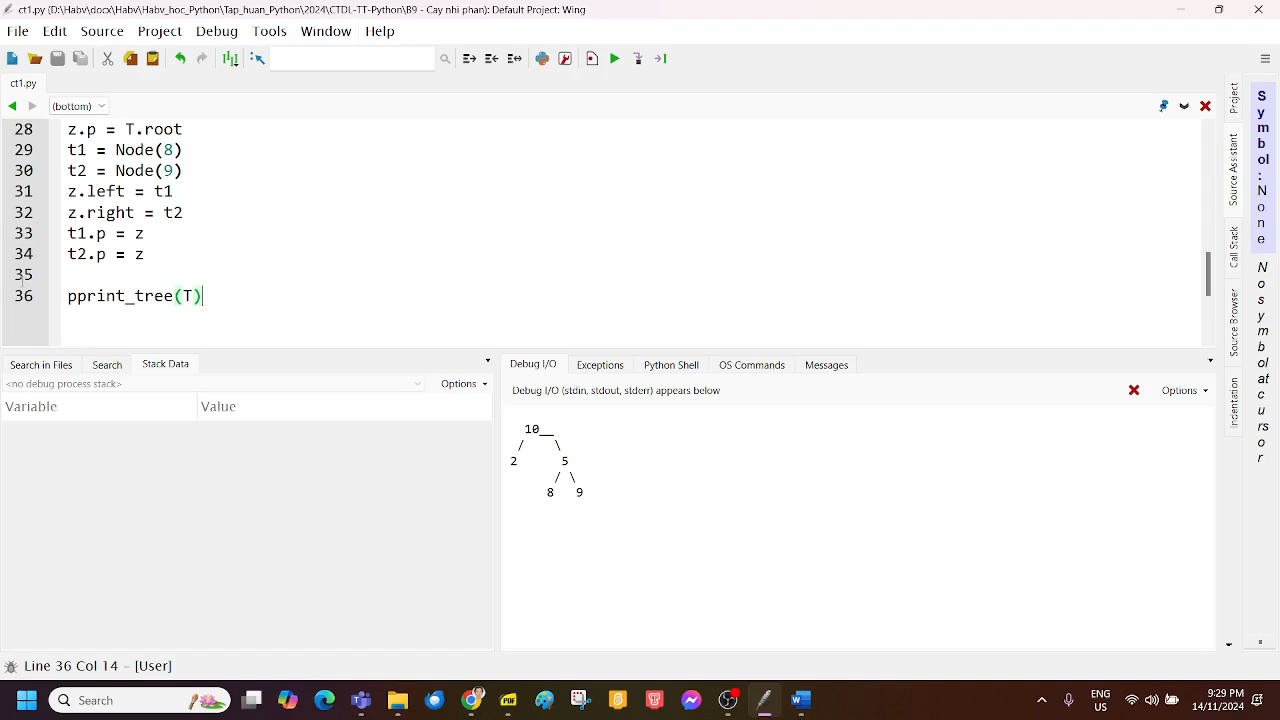 ct1.py (D:\Habv\docx\Habv\Habv_hoc_Python\Tap_huan_Python\2024\CTDL-TT-Python\B9 - Cay nhi phan): Default Project: Wing
File Edit Source Project Debug Tools Window Help
ct1.py
(bottom)
28 z.p = T.root
29 t1 = Node(8)
30 t2 = Node(9)
31 z.left = t1
32 z.right = t2
33 t1.p = z
34 t2.p = z
35
36 pprint_tree(T)
Project
Source Assistant
Call Stack
Source Browser
Indentation
Symbol: None
No symbol at cursor
Search in Files Search Stack Data
<no debug process stack> Options
Variable Value
Debug I/O Exceptions Python Shell OS Commands Messages
Debug I/O (stdin, stdout, stderr) appears below Options
10__
/ \
2 5
/ \
8 9
Line 36 Col 14 – [User]
Search
PDF
ENG
US
9:29 PM
14/11/2024